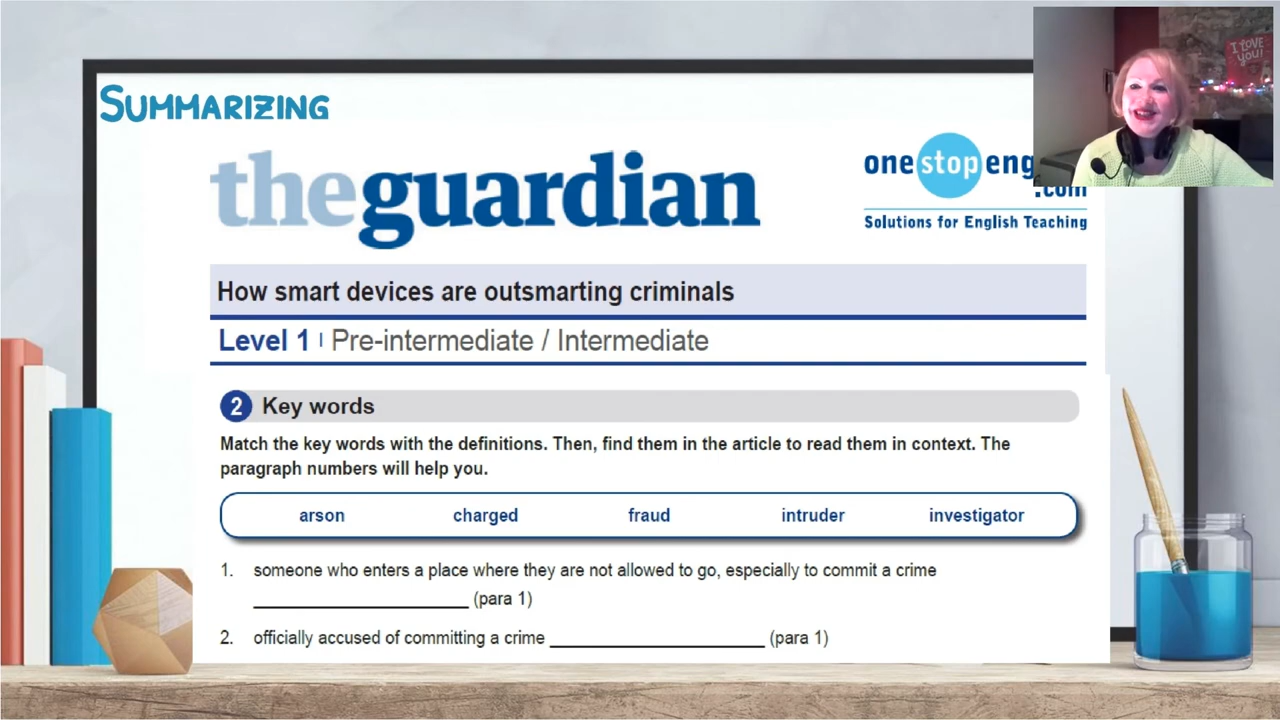 SUMMARIZING
I LOVE
YOU!
theguardian
onestopeng
.com
Solutions for English Teaching
How smart devices are outsmarting criminals
Level 1 | Pre-intermediate / Intermediate
2 Key words
Match the key words with the definitions. Then, find them in the article to read them in context. The
paragraph numbers will help you.
arson charged fraud intruder investigator
1. someone who enters a place where they are not allowed to go, especially to commit a crime
____________________ (para 1)
2. officially accused of committing a crime ____________________ (para 1)